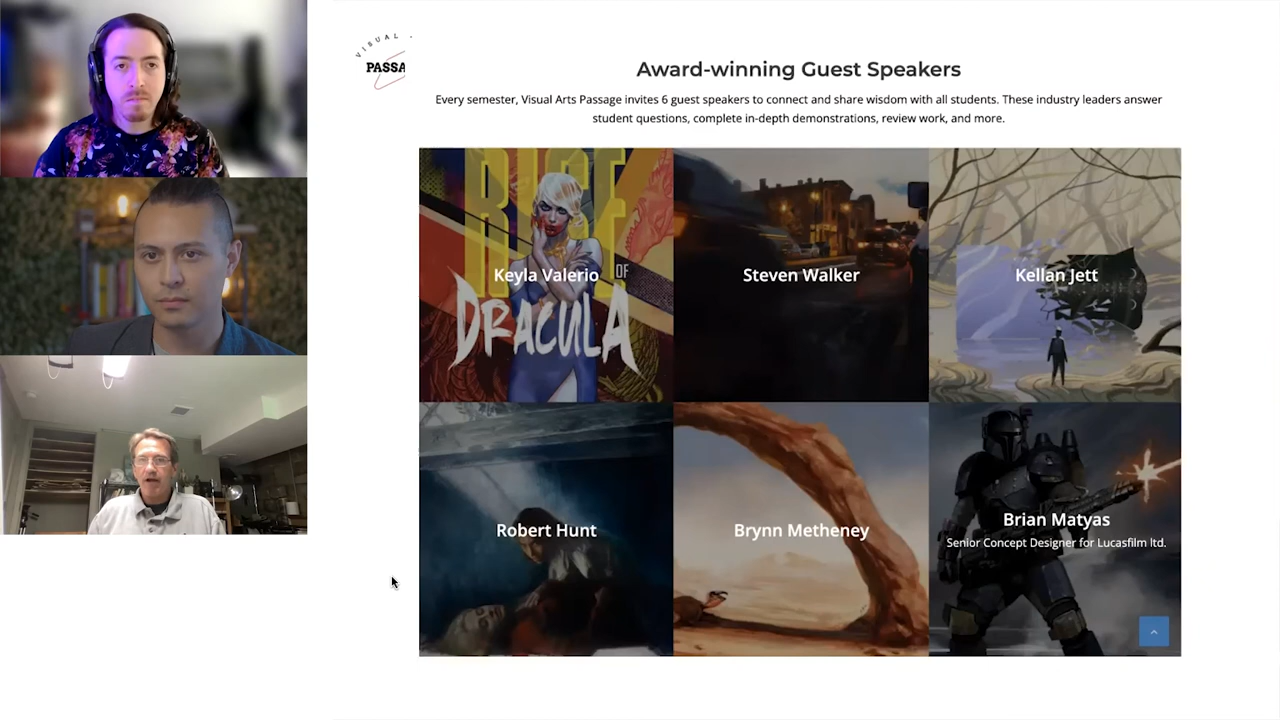 VISUAL
PASSA
Award-winning Guest Speakers
Every semester, Visual Arts Passage invites 6 guest speakers to connect and share wisdom with all students. These industry leaders answer
student questions, complete in-depth demonstrations, review work, and more.
RISE
OF
DRACULA
Keyla Valerio
Steven Walker
Kellan Jett
Robert Hunt
Brynn Metheney
Brian Matyas
Senior Concept Designer for Lucasfilm ltd.